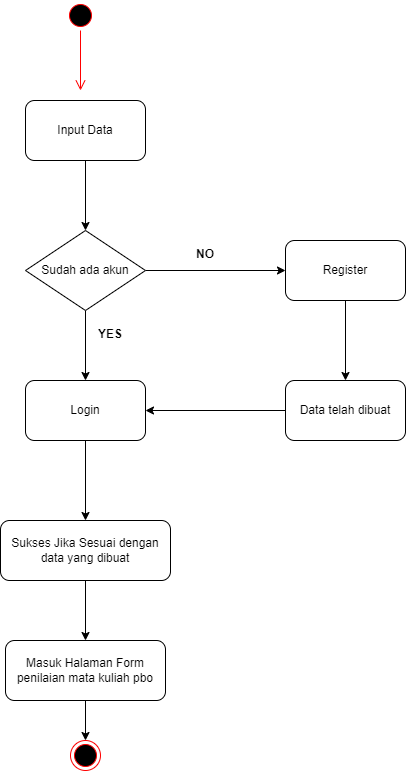 Input Data
Sudah ada akun
NO
Register
YES
Login
Data telah dibuat
Sukses Jika Sesuai dengan
data yang dibuat
Masuk Halaman Form
penilaian mata kuliah pbo